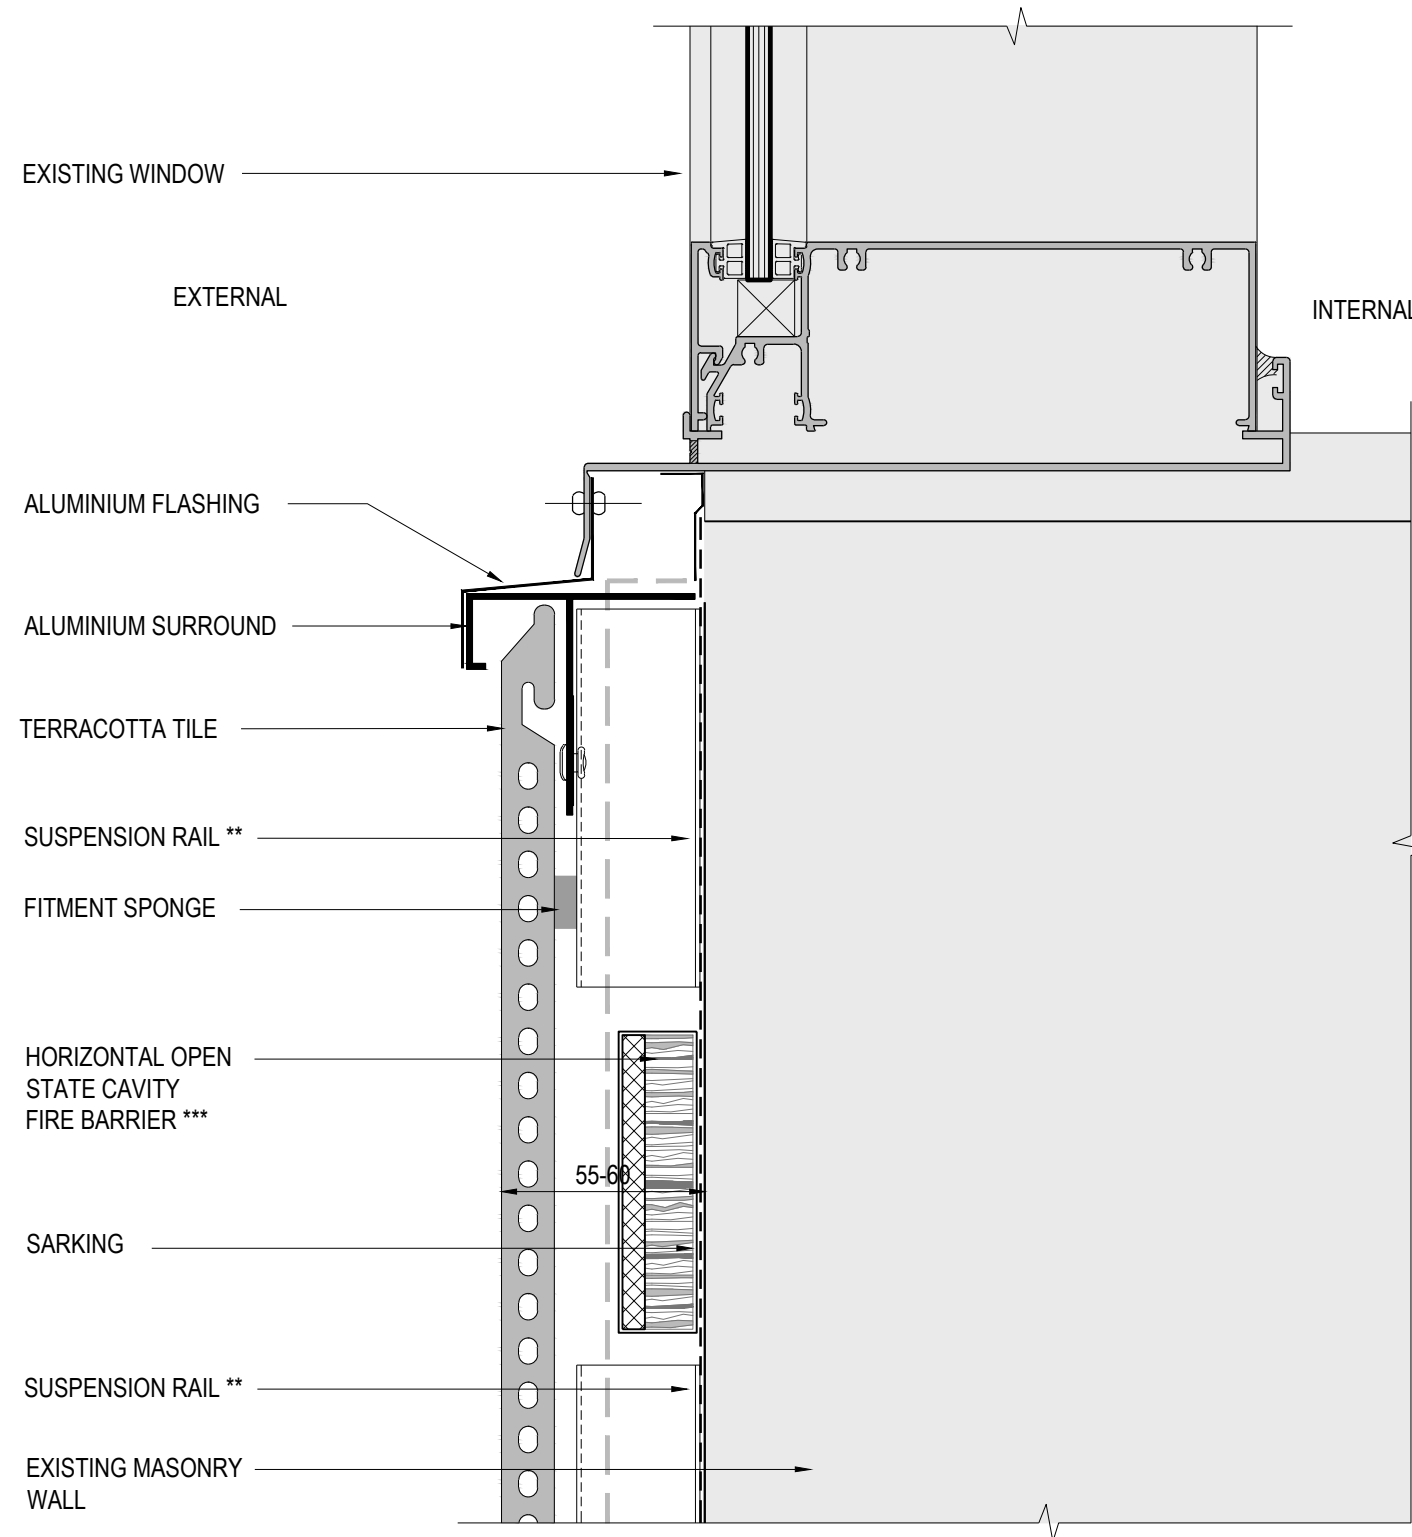 EXISTING WINDOW
EXTERNAL
INTERNAL
ALUMINIUM FLASHING
ALUMINIUM SURROUND
TERRACOTTA TILE
SUSPENSION RAIL **
FITMENT SPONGE
HORIZONTAL OPEN
STATE CAVITY
FIRE BARRIER ***
55-60
SARKING
SUSPENSION RAIL **
EXISTING MASONRY
WALL